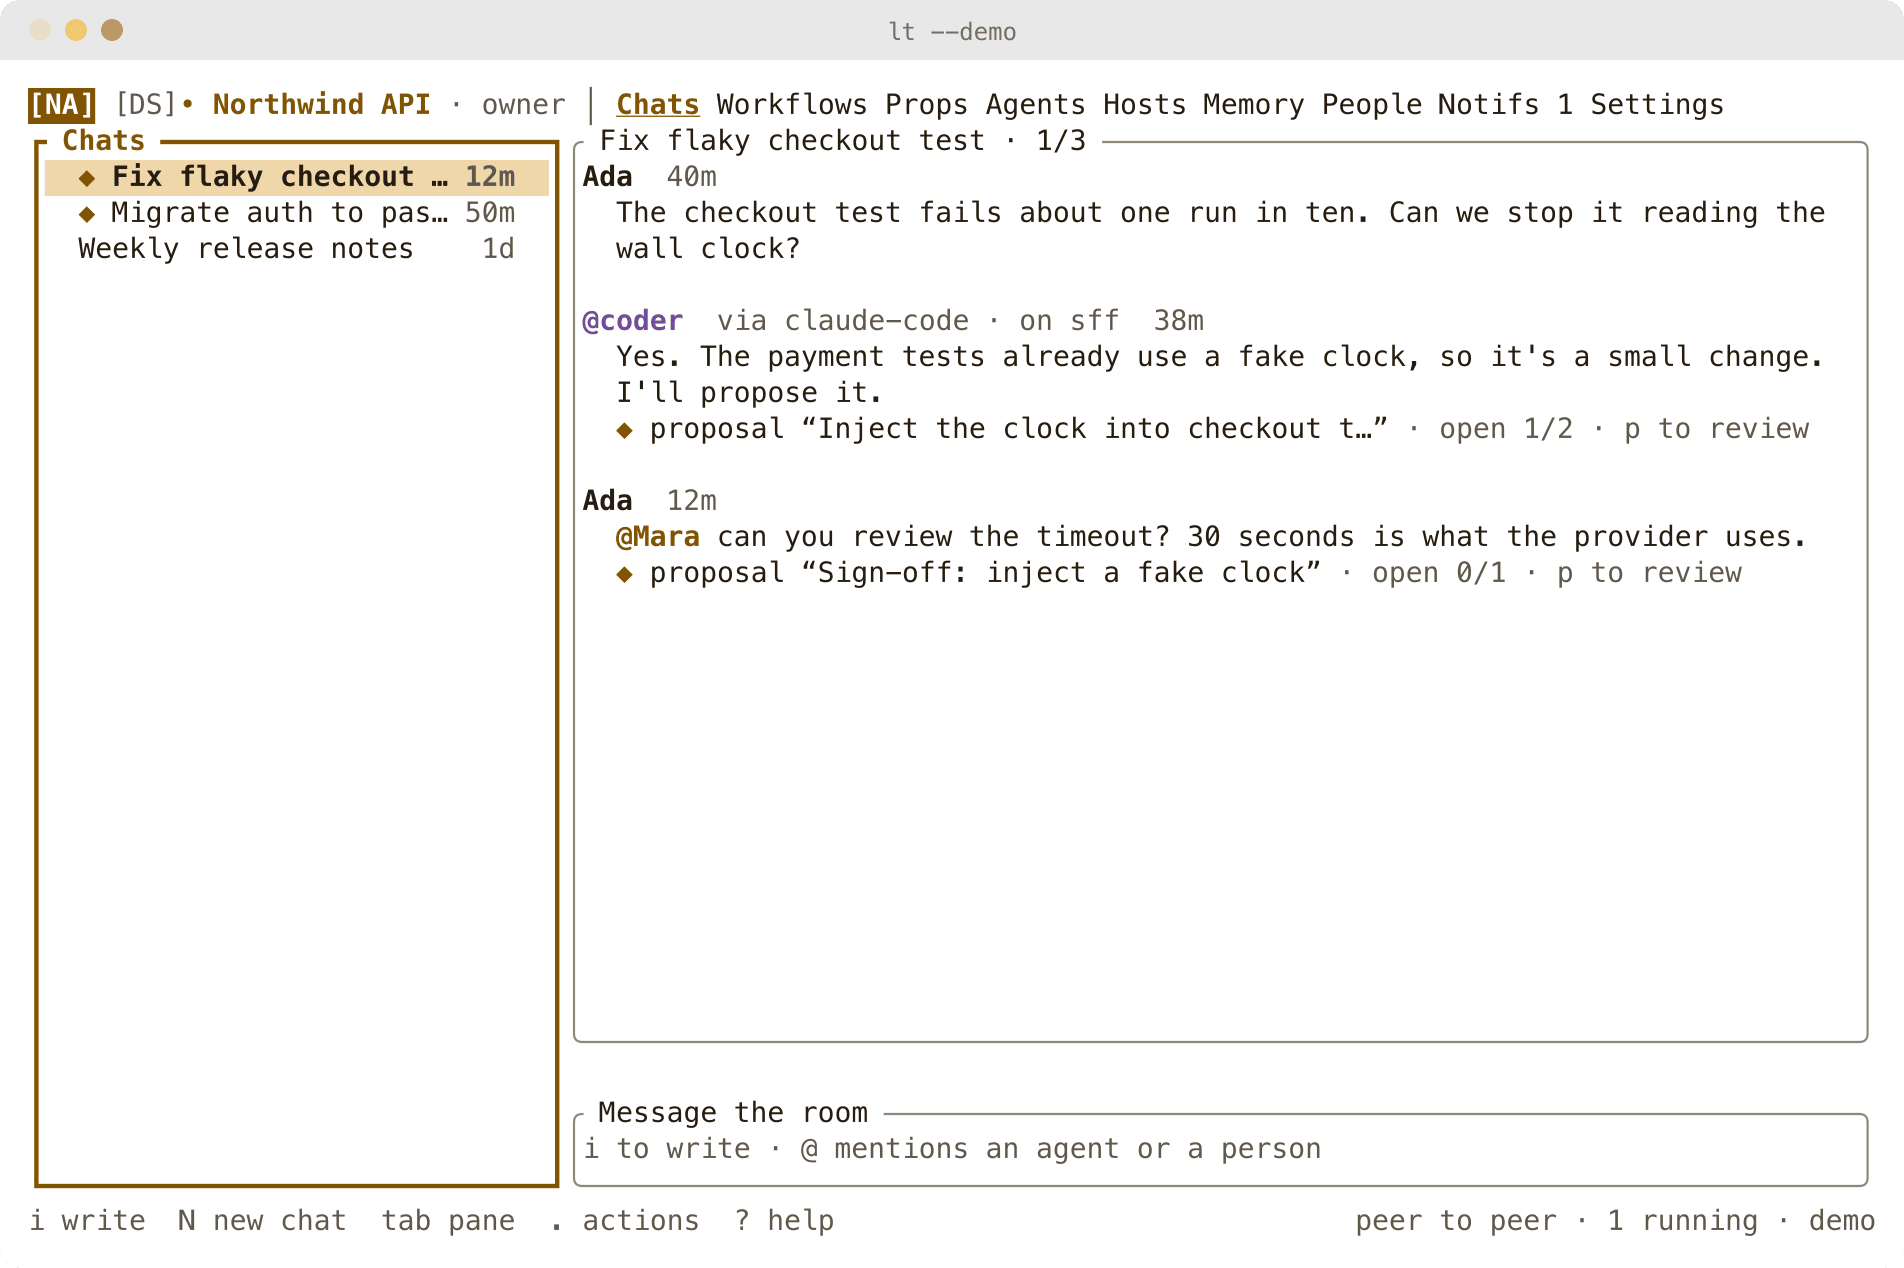 lt --demo
[NA] [DS]• Northwind API · owner │ Chats Workflows Props Agents Hosts Memory People Notifs 1 Settings
Chats
◆ Fix flaky checkout … 12m
◆ Migrate auth to pas… 50m
Weekly release notes 1d
Fix flaky checkout test · 1/3
Ada 40m
The checkout test fails about one run in ten. Can we stop it reading the
wall clock?
@coder via claude-code · on sff 38m
Yes. The payment tests already use a fake clock, so it's a small change.
I'll propose it.
◆ proposal “Inject the clock into checkout t…” · open 1/2 · p to review
Ada 12m
@Mara can you review the timeout? 30 seconds is what the provider uses.
◆ proposal “Sign-off: inject a fake clock” · open 0/1 · p to review
Message the room
i to write · @ mentions an agent or a person
i write N new chat tab pane . actions ? help
peer to peer · 1 running · demo